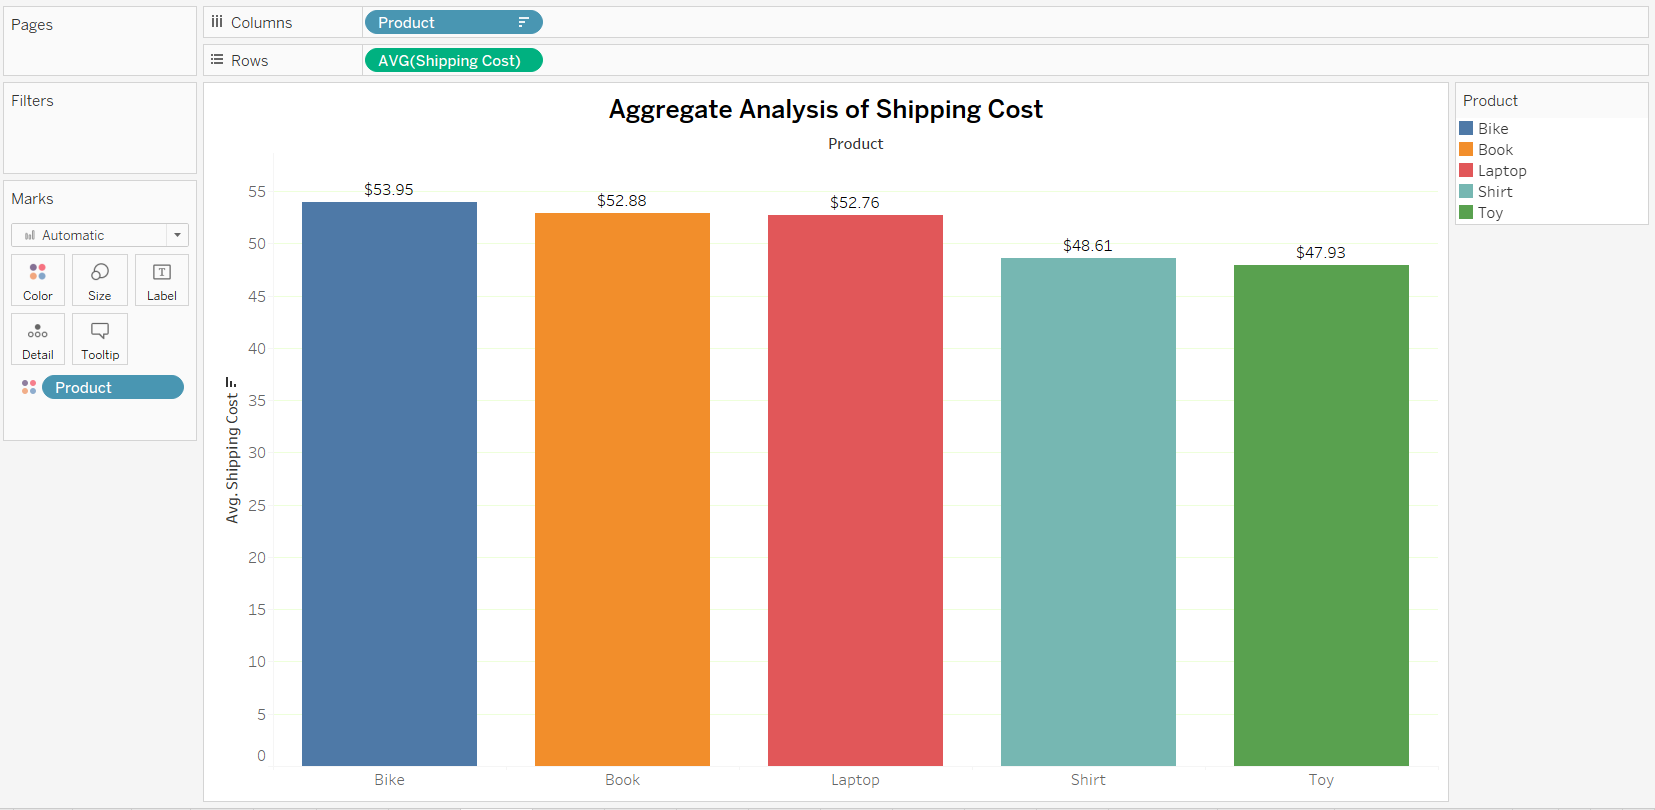 Pages
Columns
Product
Rows
AVG(Shipping Cost)
Filters
Marks
Automatic
Color
Size
Label
Detail
Tooltip
Product
Aggregate Analysis of Shipping Cost
Product
Avg. Shipping Cost
55
50
45
40
35
30
25
20
15
10
5
0
$53.95
$52.88
$52.76
$48.61
$47.93
Bike
Book
Laptop
Shirt
Toy
Product
Bike
Book
Laptop
Shirt
Toy